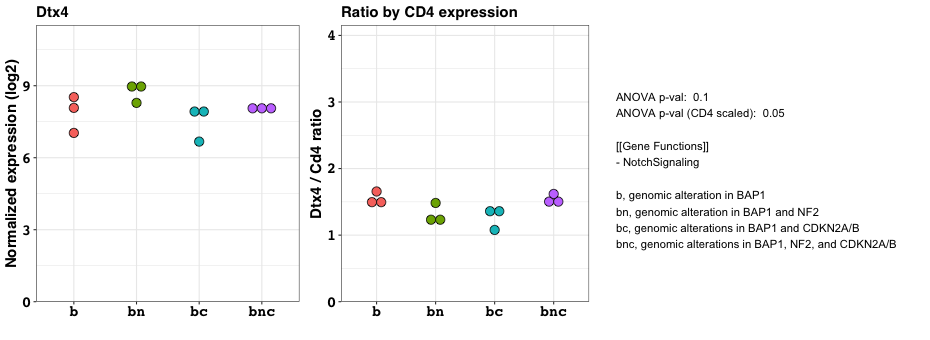 Dtx4
Normalized expression (log2)
9
6
3
0
b bn bc bnc
Ratio by CD4 expression
Dtx4 / Cd4 ratio
4
3
2
1
0
b bn bc bnc
ANOVA p-val: 0.1
ANOVA p-val (CD4 scaled): 0.05
[[Gene Functions]]
- NotchSignaling
b, genomic alteration in BAP1
bn, genomic alteration in BAP1 and NF2
bc, genomic alterations in BAP1 and CDKN2A/B
bnc, genomic alterations in BAP1, NF2, and CDKN2A/B